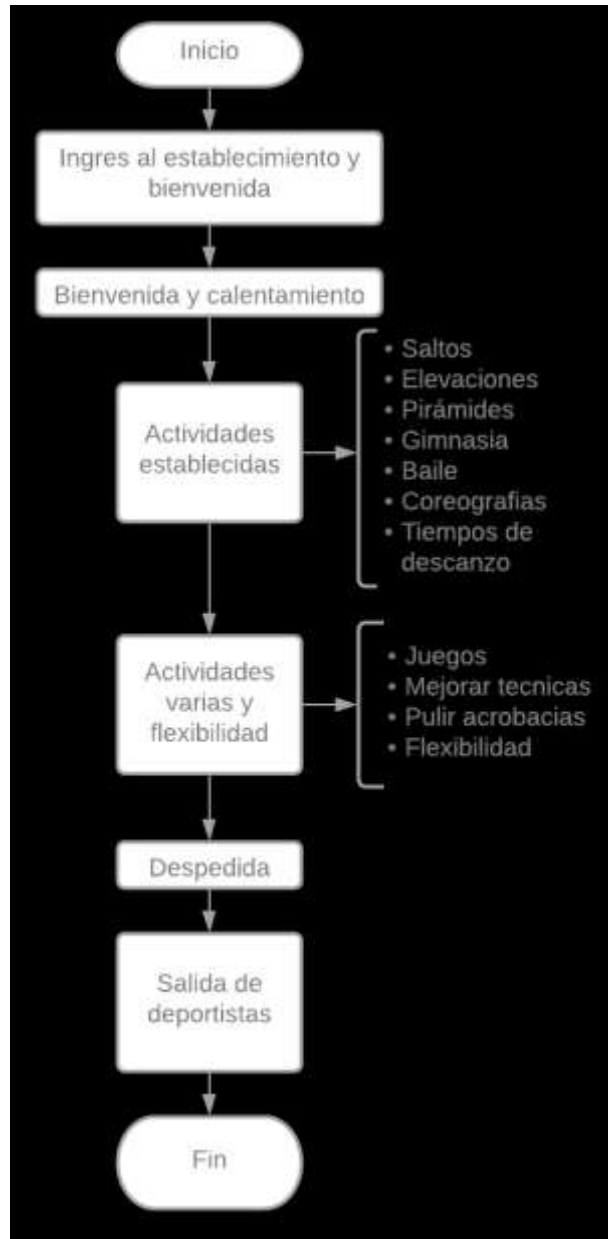 Inicio
Ingres al establecimiento y
bienvenida
Bienvenida y calentamiento
Actividades
establecidas
• Saltos
• Elevaciones
• Pirámides
• Gimnasia
• Baile
• Coreografias
• Tiempos de
descanzo
Actividades
varias y
flexibilidad
• Juegos
• Mejorar tecnicas
• Pulir acrobacias
• Flexibilidad
Despedida
Salida de
deportistas
Fin